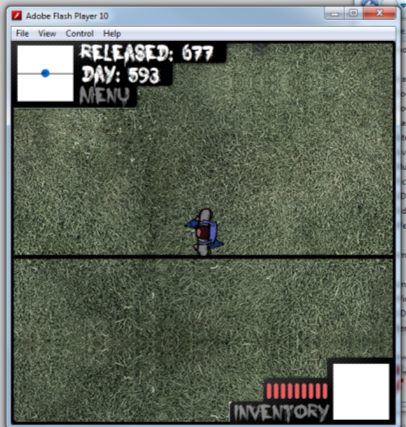 Adobe Flash Player 10
File View Control Help
RELEASED: 677
DAY: 593
MENU
INVENTORY